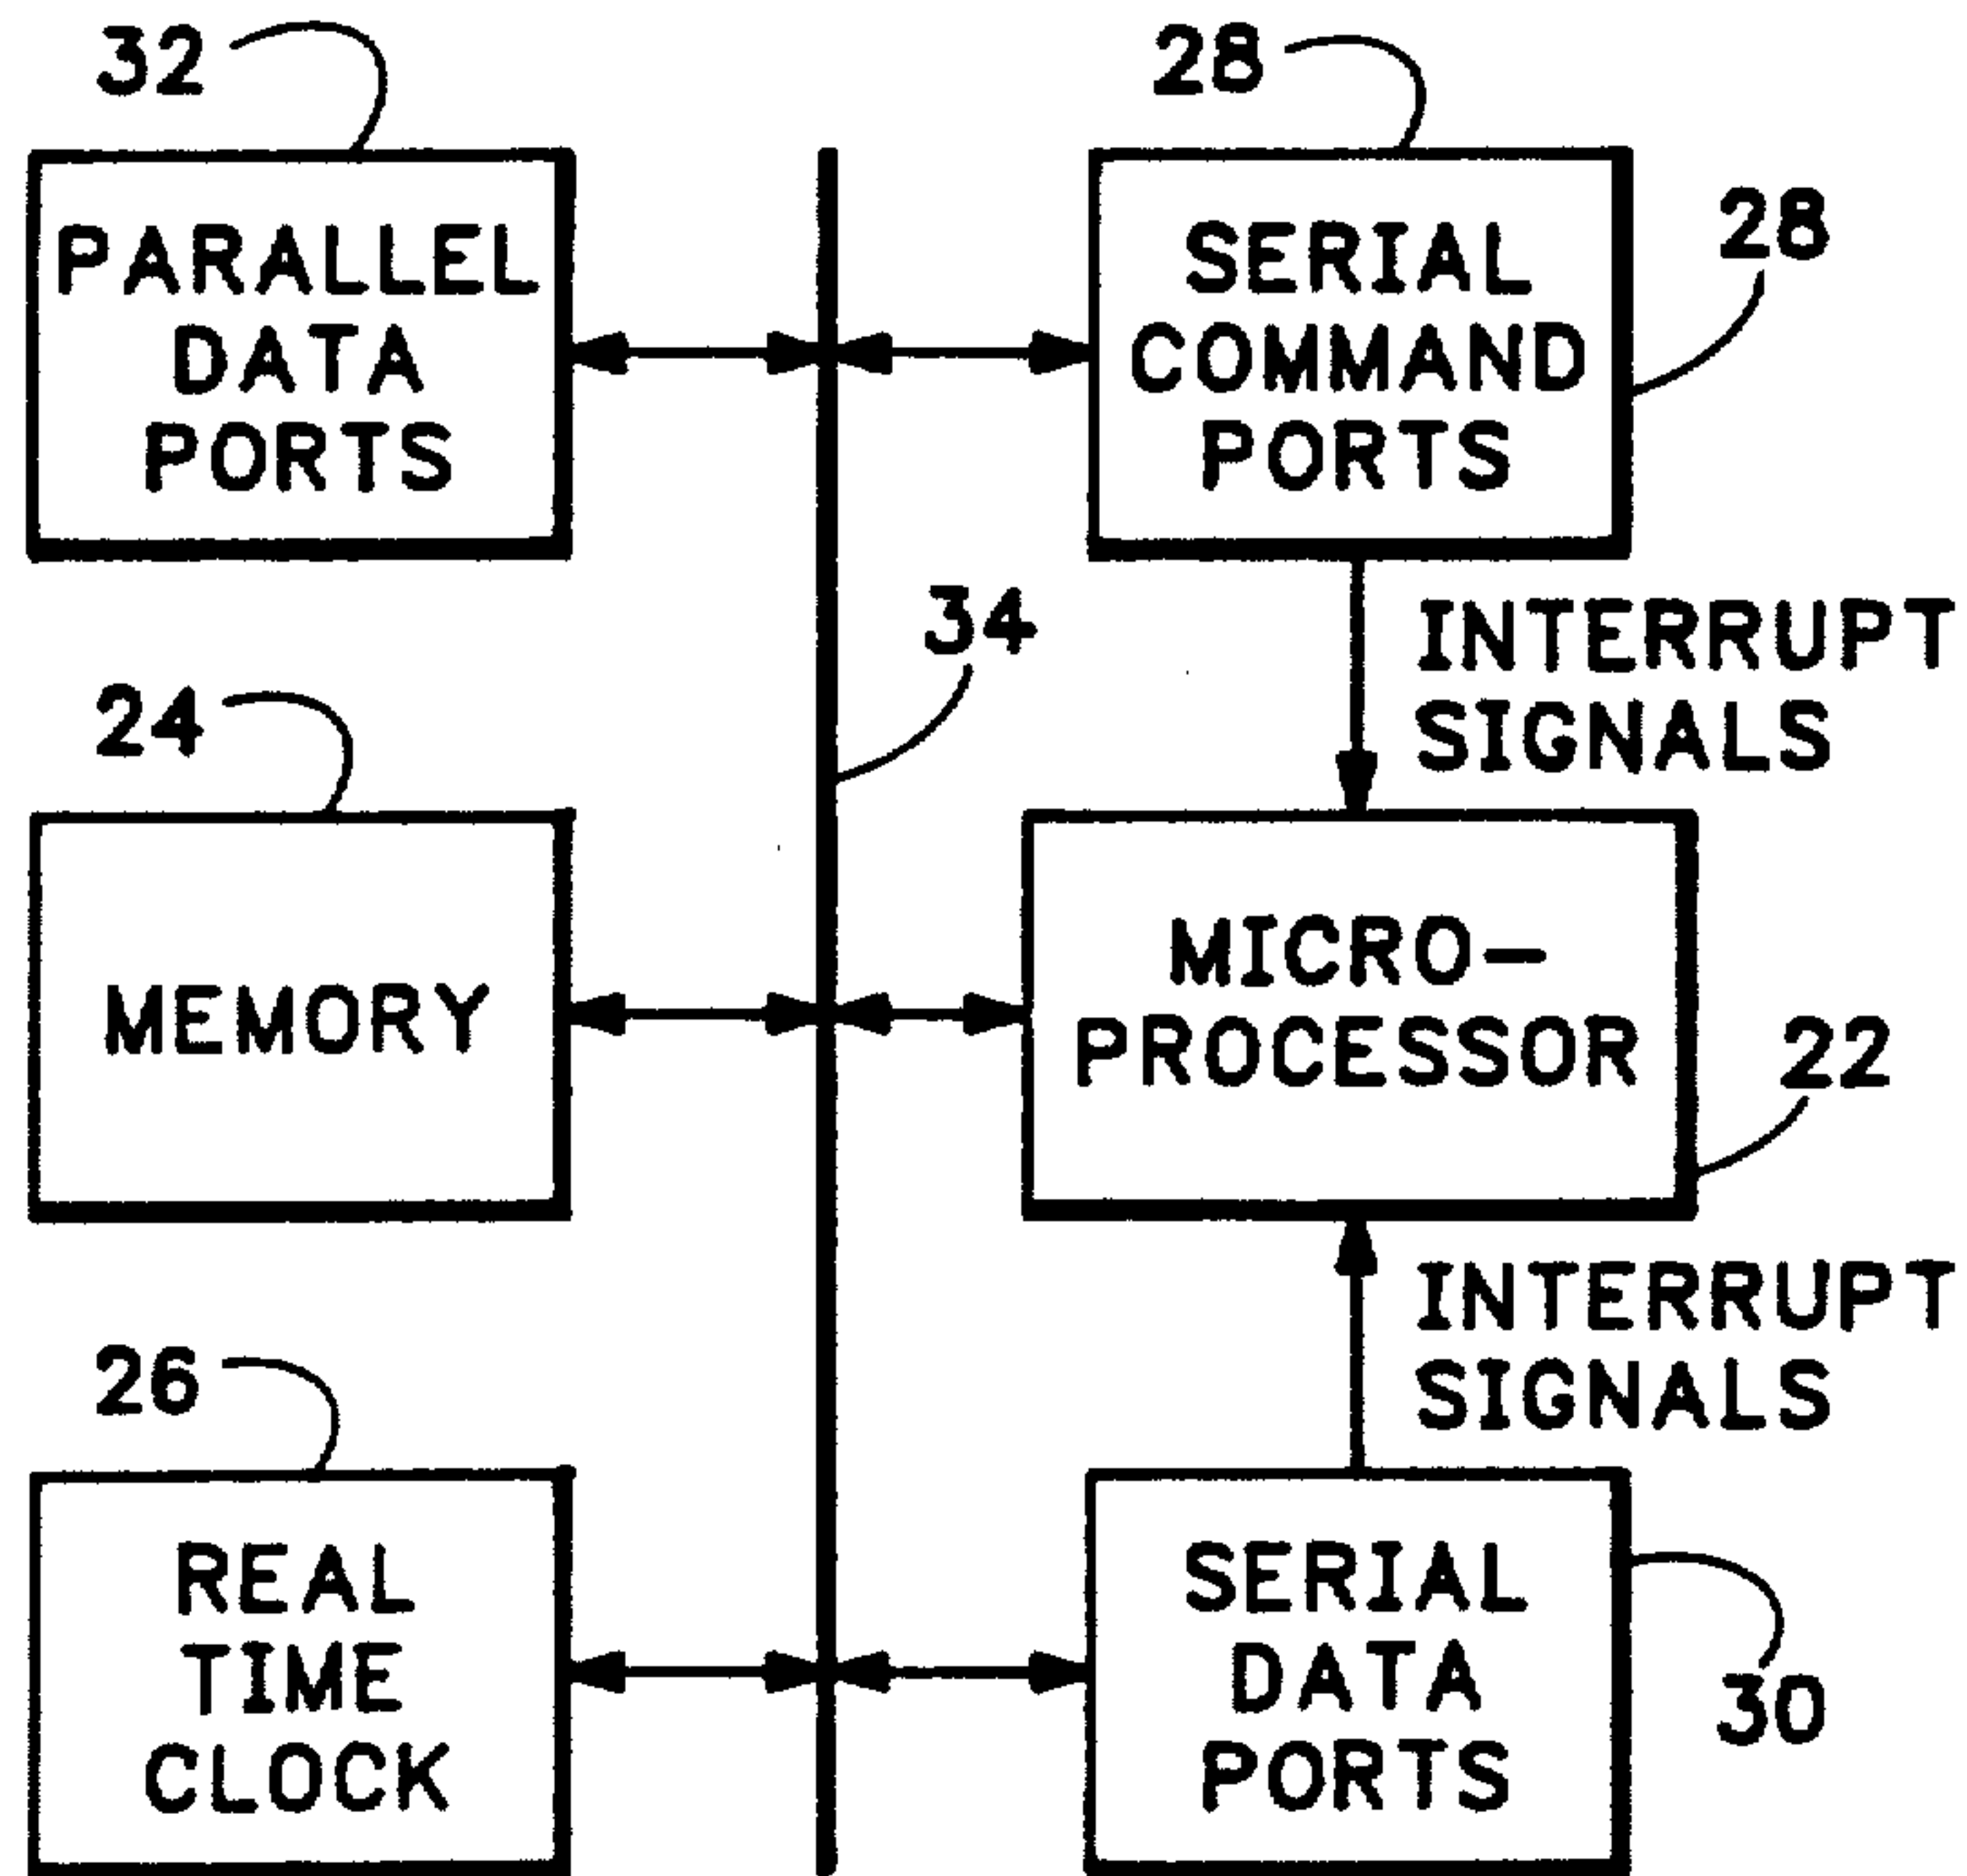 32
28
PARALLEL
DATA
PORTS
SERIAL
COMMAND
PORTS
28
34
INTERRUPT
SIGNALS
24
MEMORY
MICRO-
PROCESSOR
22
INTERRUPT
SIGNALS
26
REAL
TIME
CLOCK
SERIAL
DATA
PORTS
30